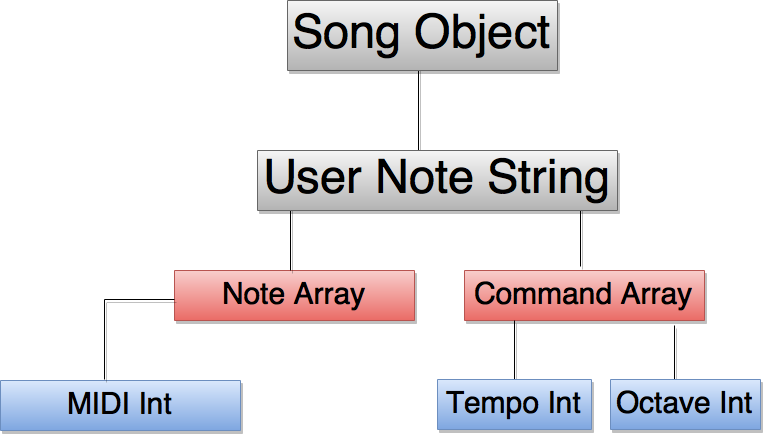 Song Object
User Note String
Note Array
Command Array
MIDI Int
Tempo Int
Octave Int